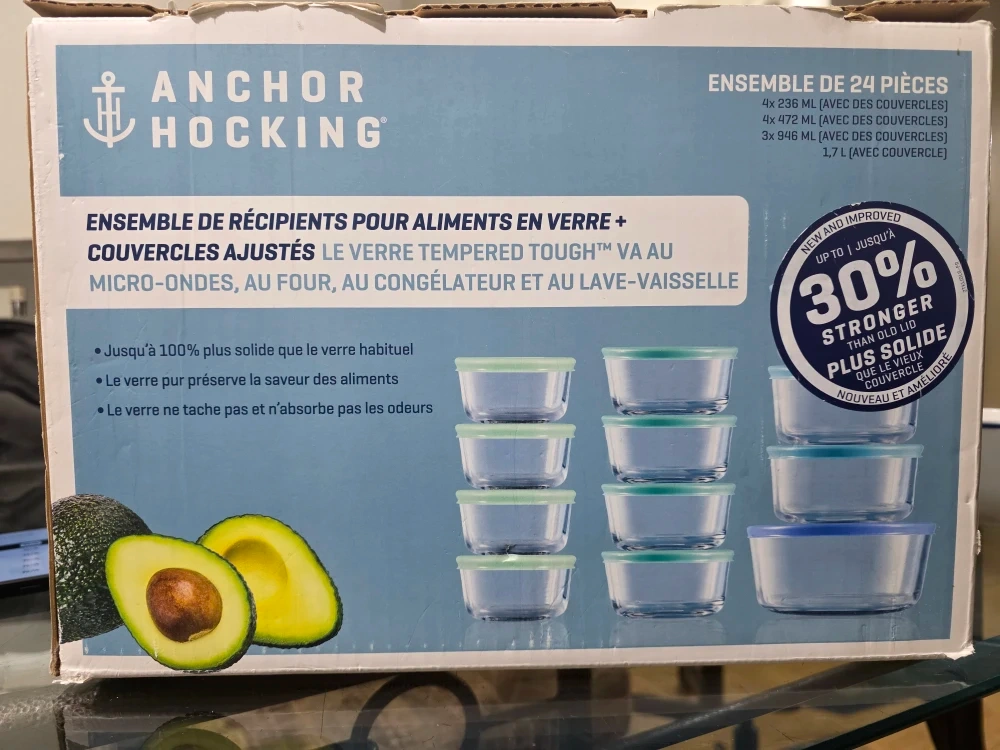 ANCHOR
HOCKING®
ENSEMBLE DE 24 PIÈCES
4x 236 ML (AVEC DES COUVERCLES)
4x 472 ML (AVEC DES COUVERCLES)
3x 946 ML (AVEC DES COUVERCLES)
1,7 L (AVEC COUVERCLE)
ENSEMBLE DE RÉCIPIENTS POUR ALIMENTS EN VERRE +
COUVERCLES AJUSTÉS LE VERRE TEMPERED TOUGH™ VA AU
MICRO-ONDES, AU FOUR, AU CONGÉLATEUR ET AU LAVE-VAISSELLE
NEW AND IMPROVED
UP TO | JUSQU'À
30%
STRONGER
THAN OLD LID
PLUS SOLIDE
QUE LE VIEUX
COUVERCLE
NOUVEAU ET AMÉLIORÉ
• Jusqu'à 100% plus solide que le verre habituel
• Le verre pur préserve la saveur des aliments
• Le verre ne tache pas et n'absorbe pas les odeurs